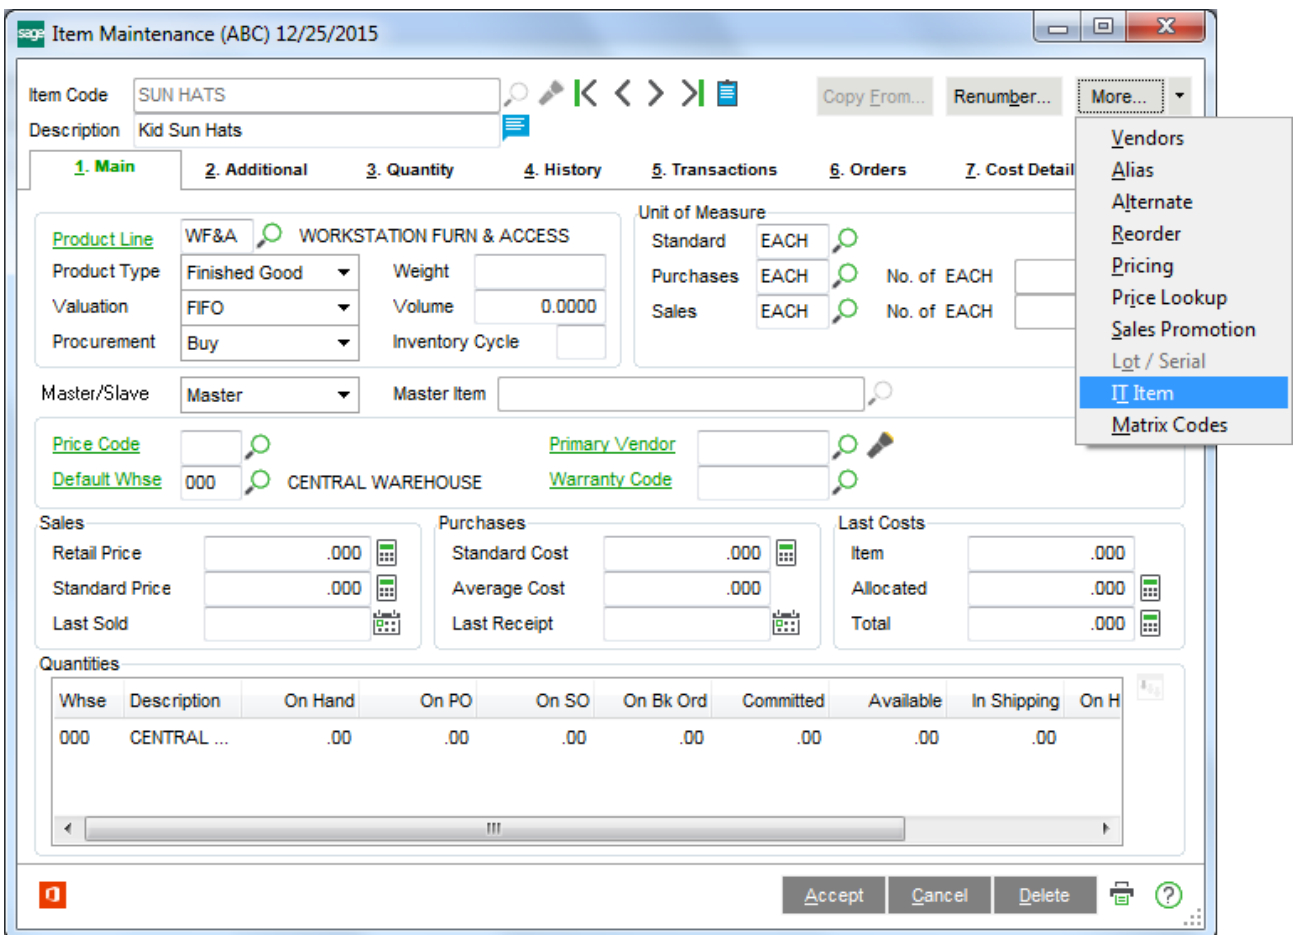 sage Item Maintenance (ABC) 12/25/2015
Item Code SUN HATS Copy From... Renumber... More...
Description Kid Sun Hats
Vendors
Alias
Alternate
Reorder
Pricing
Price Lookup
Sales Promotion
Lot / Serial
IT Item
Matrix Codes
1. Main 2. Additional 3. Quantity 4. History 5. Transactions 6. Orders 7. Cost Detail
Product Line WF&A WORKSTATION FURN & ACCESS
Product Type Finished Good Weight
Valuation FIFO Volume 0.0000
Procurement Buy Inventory Cycle
Unit of Measure
Standard EACH
Purchases EACH No. of EACH
Sales EACH No. of EACH
Master/Slave Master Master Item
Price Code Primary Vendor
Default Whse 000 CENTRAL WAREHOUSE Warranty Code
Sales
Retail Price .000
Standard Price .000
Last Sold
Purchases
Standard Cost .000
Average Cost .000
Last Receipt
Last Costs
Item .000
Allocated .000
Total .000
Quantities
Whse Description On Hand On PO On SO On Bk Ord Committed Available In Shipping On H
000 CENTRAL ... .00 .00 .00 .00 .00 .00 .00
Accept Cancel Delete